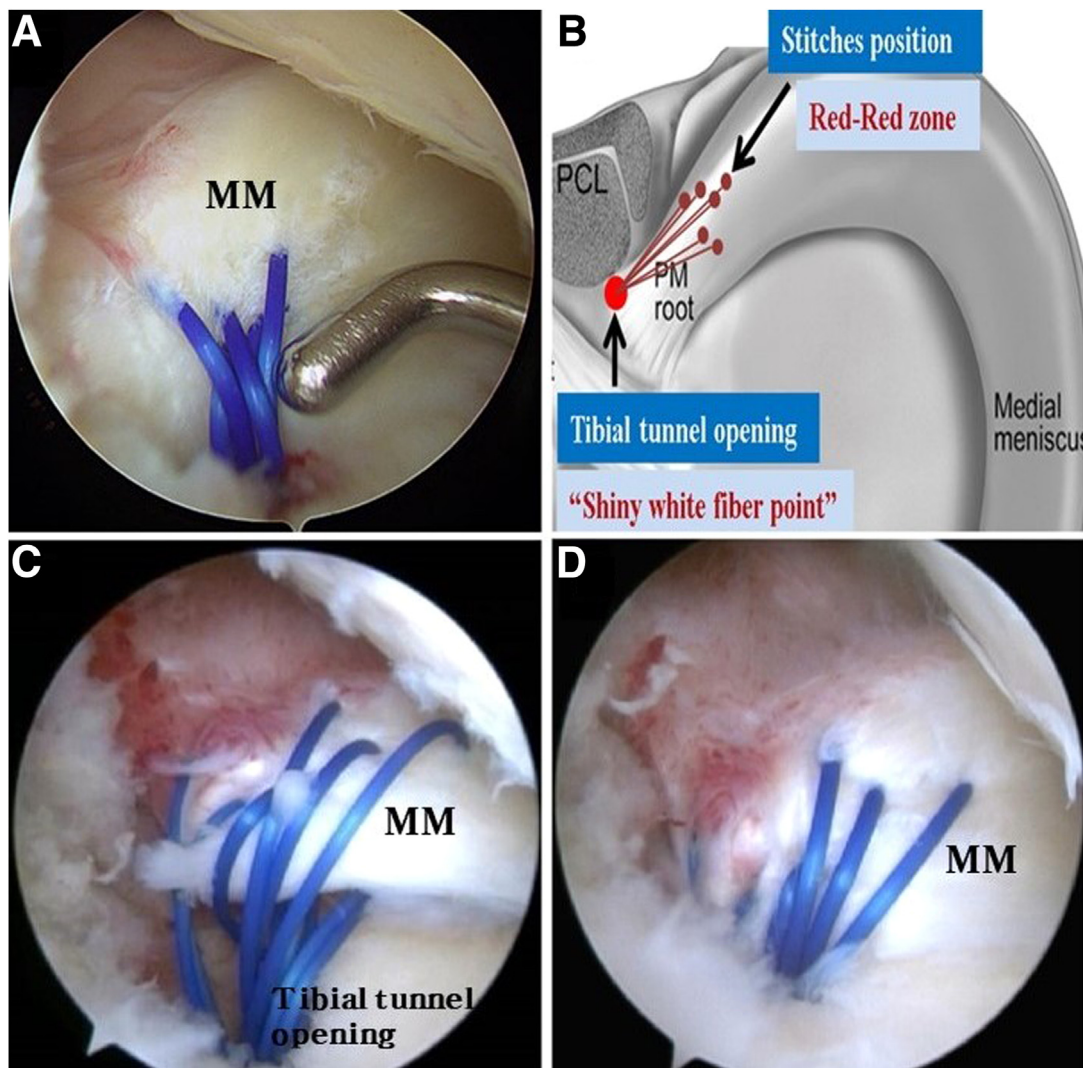 A
MM
B
Stitches position
Red-Red zone
PCL
PM
root
Tibial tunnel opening
Medial
meniscus
“Shiny white fiber point”
C
MM
Tibial tunnel
opening
D
MM